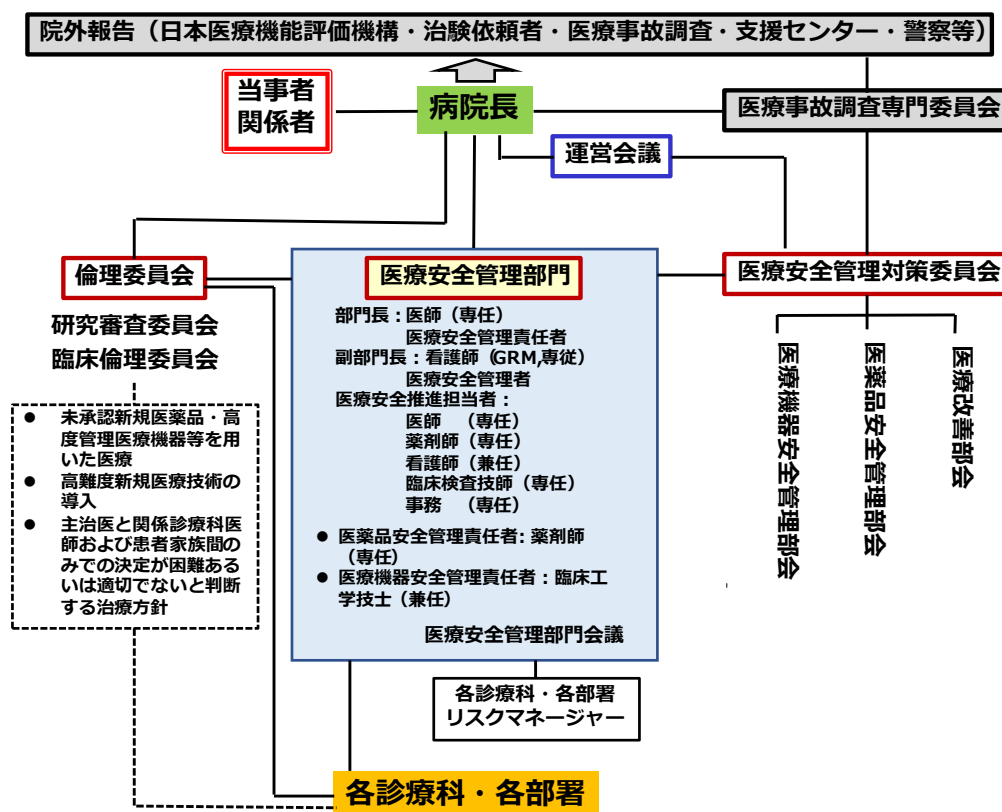 院外報告（日本医療機能評価機構・治験依頼者・医療事故調査・支援センター・警察等）
当事者
関係者
病院長
医療事故調査専門委員会
運営会議
倫理委員会
研究審査委員会
臨床倫理委員会
● 未承認新規医薬品・高
度管理医療機器等を用
いた医療
● 高難度新規医療技術の
導入
● 主治医と関係診療科医
師および患者家族間の
みでの決定が困難ある
いは適切でないと判断
する治療方針
医療安全管理部門
部門長：医師（専任）
医療安全管理責任者
副部門長：看護師（GRM,専従）
医療安全管理者
医療安全推進担当者：
医師　（専任）
薬剤師（専任）
看護師（兼任）
臨床検査技師（専任）
事務　（専任）
● 医薬品安全管理責任者: 薬剤師
（専任）
● 医療機器安全管理責任者：臨床工
学技士（兼任）
医療安全管理部門会議
医療安全管理対策委員会
医療機器安全管理部会
医薬品安全管理部会
医療改善部会
各診療科・各部署
リスクマネージャー
各診療科・各部署